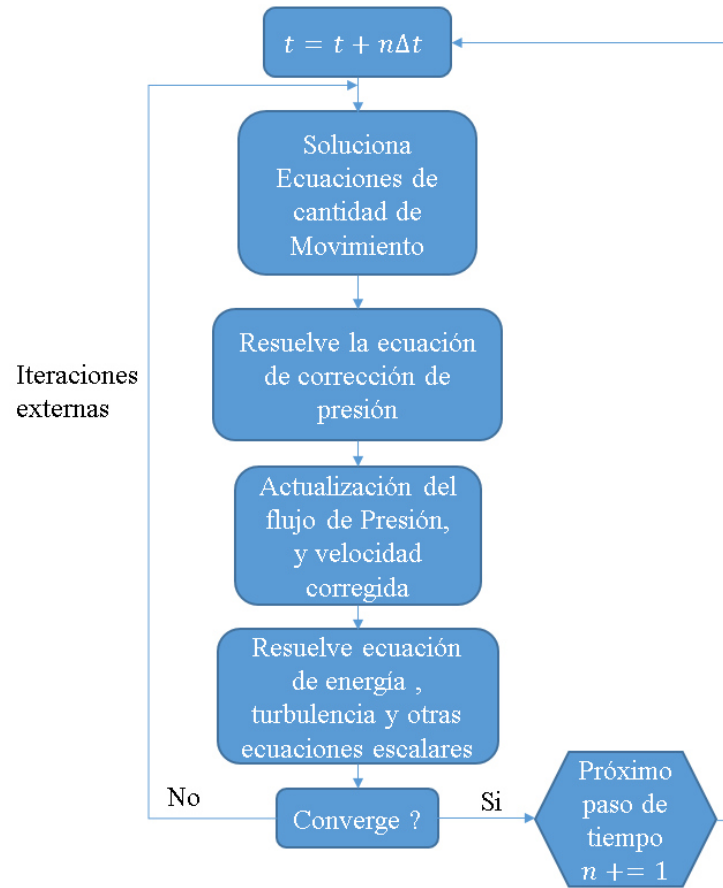 t = t + nΔt
Soluciona
Ecuaciones de
cantidad de
Movimiento
Resuelve la ecuación
de corrección de
presión
Iteraciones
externas
Actualización del
flujo de Presión,
y velocidad
corregida
Resuelve ecuación
de energía ,
turbulencia y otras
ecuaciones escalares
No
Converge ?
Si
Próximo
paso de
tiempo
n += 1